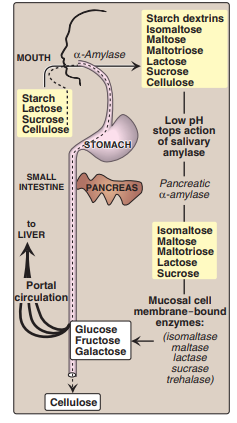 MOUTH
α-Amylase
Starch dextrins
Isomaltose
Maltose
Maltotriose
Lactose
Sucrose
Cellulose
Starch
Lactose
Sucrose
Cellulose
Low pH
stops action
of salivary
amylase
STOMACH
SMALL
INTESTINE
PANCREAS
Pancreatic
α-amylase
to
LIVER
Isomaltose
Maltose
Maltotriose
Lactose
Sucrose
Portal
circulation
Mucosal cell
membrane-bound
enzymes:
(isomaltase
maltase
lactase
sucrase
trehalase)
Glucose
Fructose
Galactose
Cellulose